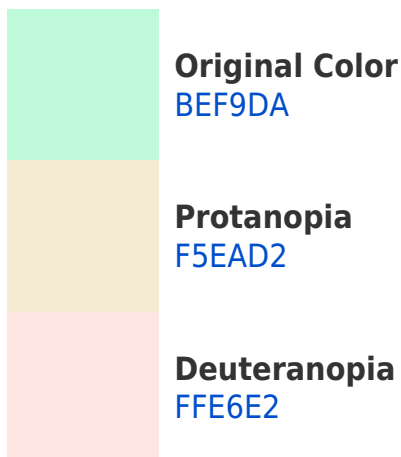 Original Color
BEF9DA
Protanopia
F5EAD2
Deuteranopia
FFE6E2